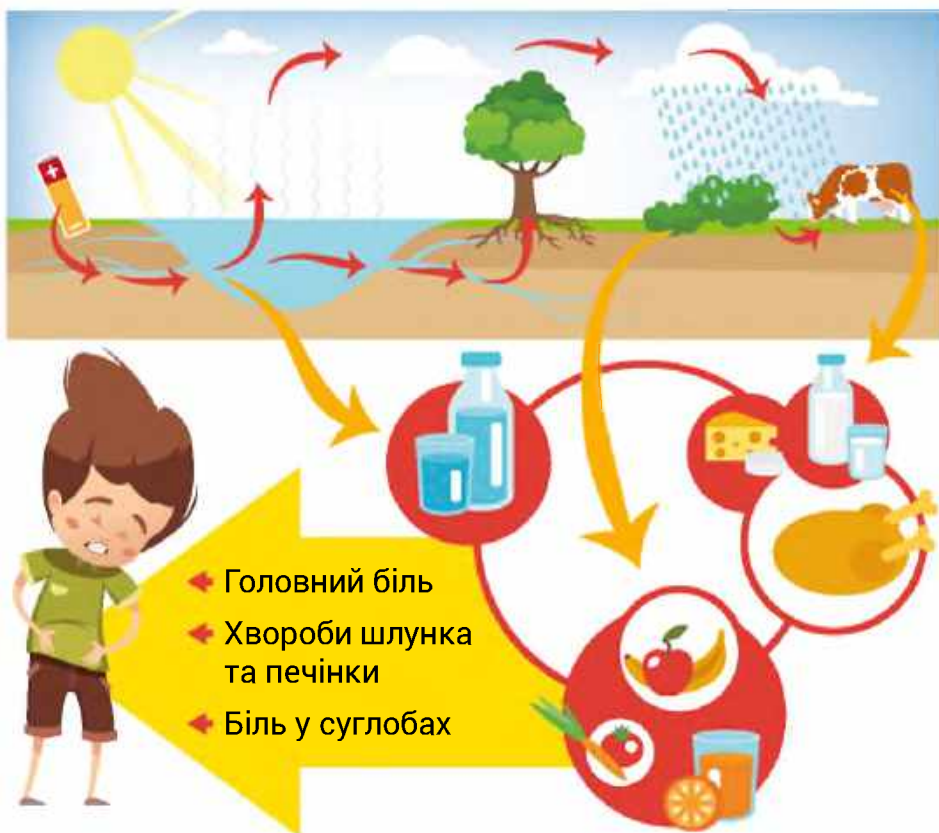 Головний біль
Хвороби шлунка
та печінки
Біль у суглобах